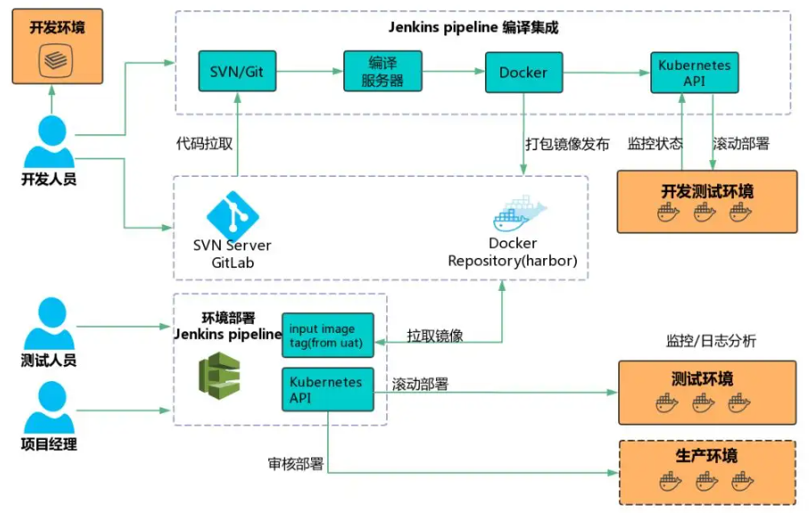 开发环境
Jenkins pipeline 编译集成
SVN/Git
编译
服务器
Docker
Kubernetes
API
开发人员
代码拉取
打包镜像发布
监控状态
滚动部署
开发测试环境
SVN Server
GitLab
Docker
Repository(harbor)
环境部署
Jenkins pipeline
input image
tag(from uat)
拉取镜像
监控/日志分析
测试人员
Kubernetes
API
滚动部署
测试环境
项目经理
审核部署
生产环境